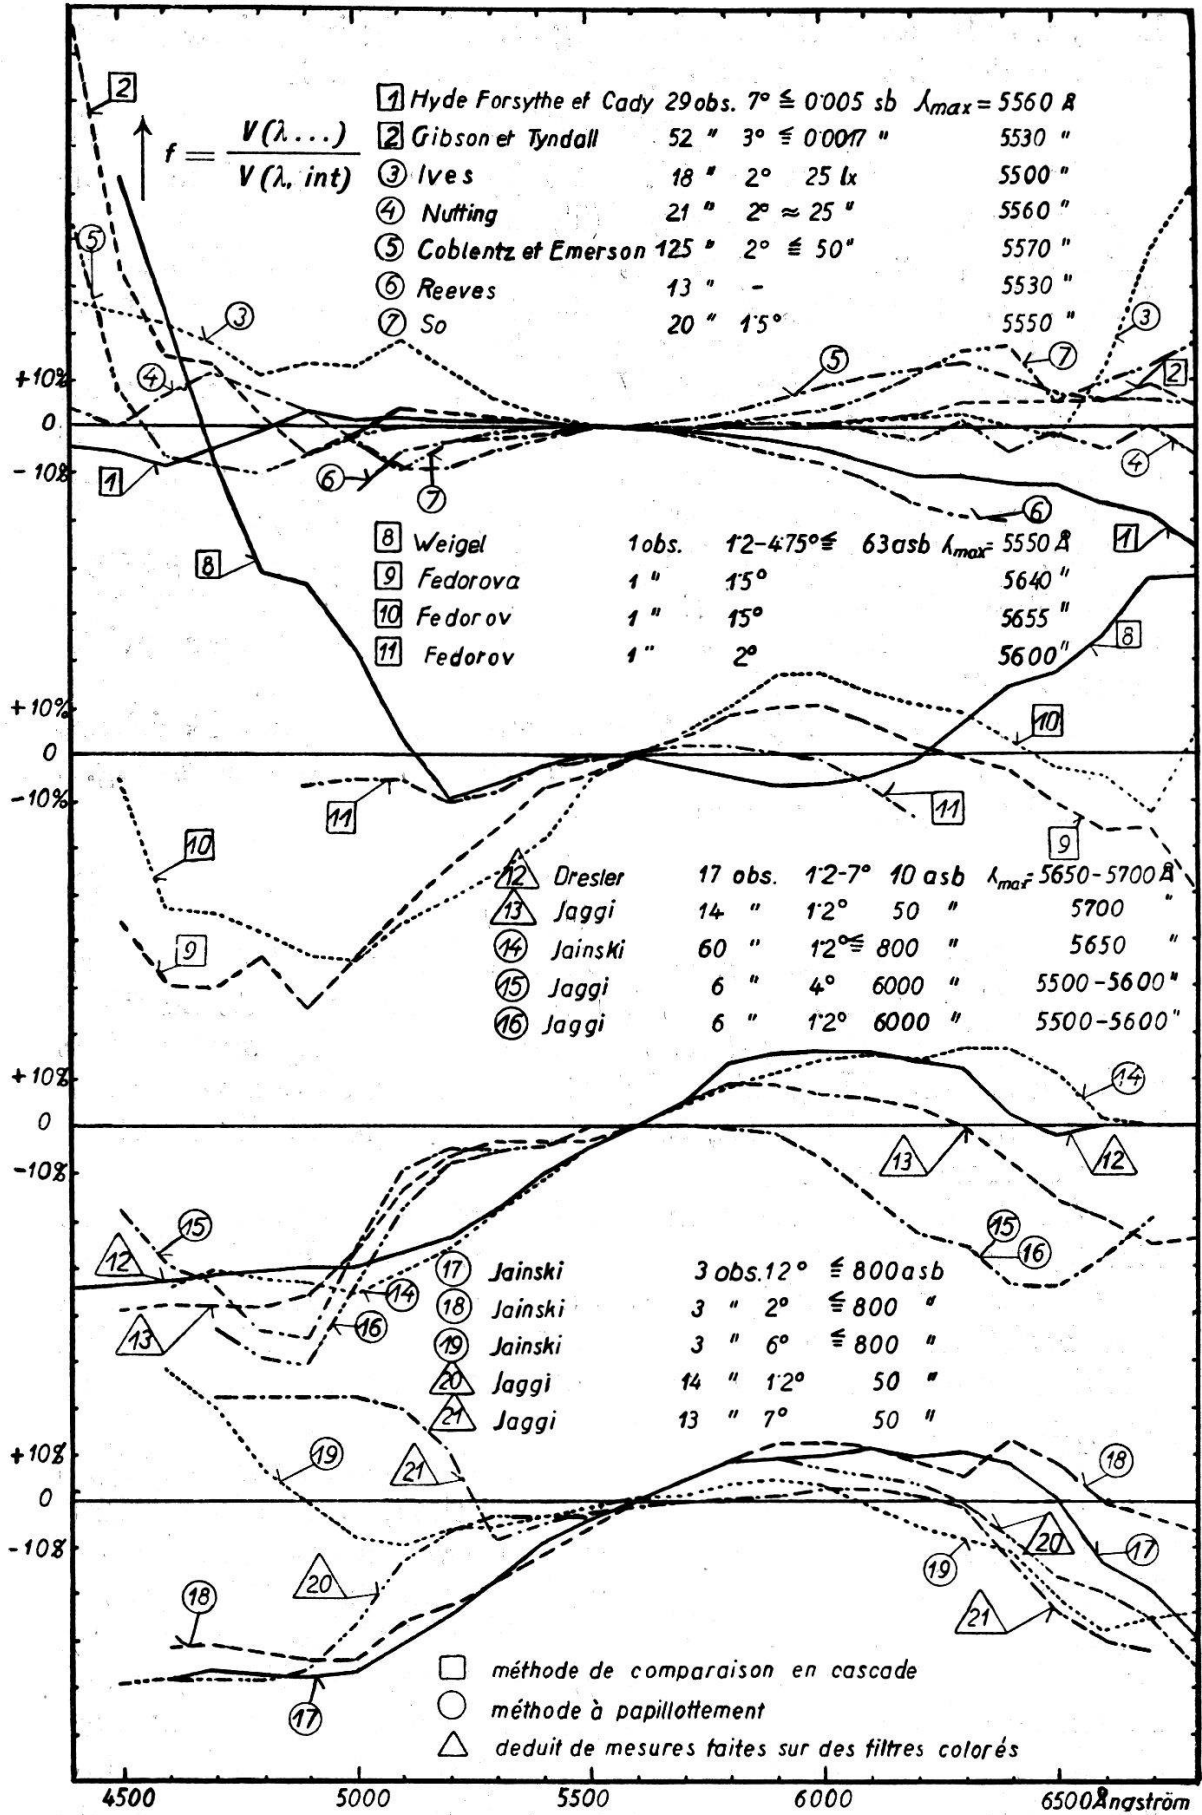 1 Hyde Forsythe et Cady 29 obs. 7° ≦ 0'005 sb λmax = 5560 Å
2 Gibson et Tyndall 52 " 3° ≦ 0'0017 " 5530 "
f = V(λ...) / V(λ, int)
3 Ives 18 " 2° 25 lx 5500 "
4 Nutting 21 " 2° ≈ 25 " 5560 "
5 Coblentz et Emerson 125 " 2° ≦ 50 " 5570 "
6 Reeves 13 " - 5530 "
7 So 20 " 1'5° 5550 "
2
5
3
4
5
7
3
2
+10%
0
-10%
1
6
7
4
6
1
8
8 Weigel 1 obs. 1'2-4'75° ≦ 63 asb λmax= 5550 Å
9 Fedorova 1 " 1'5° 5640 "
10 Fedorov 1 " 1'5° 5655 "
11 Fedorov 1 " 2° 5600 "
8
+10%
0
-10%
10
11
11
10
9
9
12 Dresler 17 obs. 1'2-7° 10 asb λmax= 5650-5700 Å
13 Jaggi 14 " 1'2° 50 " 5700 "
14 Jainski 60 " 1'2° ≦ 800 " 5650 "
15 Jaggi 6 " 4° 6000 " 5500-5600 "
16 Jaggi 6 " 1'2° 6000 " 5500-5600 "
+10%
0
-10%
14
13
12
15
12
15
16
14
16
13
17 Jainski 3 obs. 12° ≦ 800 asb
18 Jainski 3 " 2° ≦ 800 "
19 Jainski 3 " 6° ≦ 800 "
20 Jaggi 14 " 1'2° 50 "
21 Jaggi 13 " 7° 50 "
+10%
0
-10%
19
21
18
20
17
20
19
21
18
17
□ méthode de comparaison en cascade
○ méthode à papillottement
△ deduit de mesures faites sur des filtres colorés
4500 5000 5500 6000 6500 Ångström